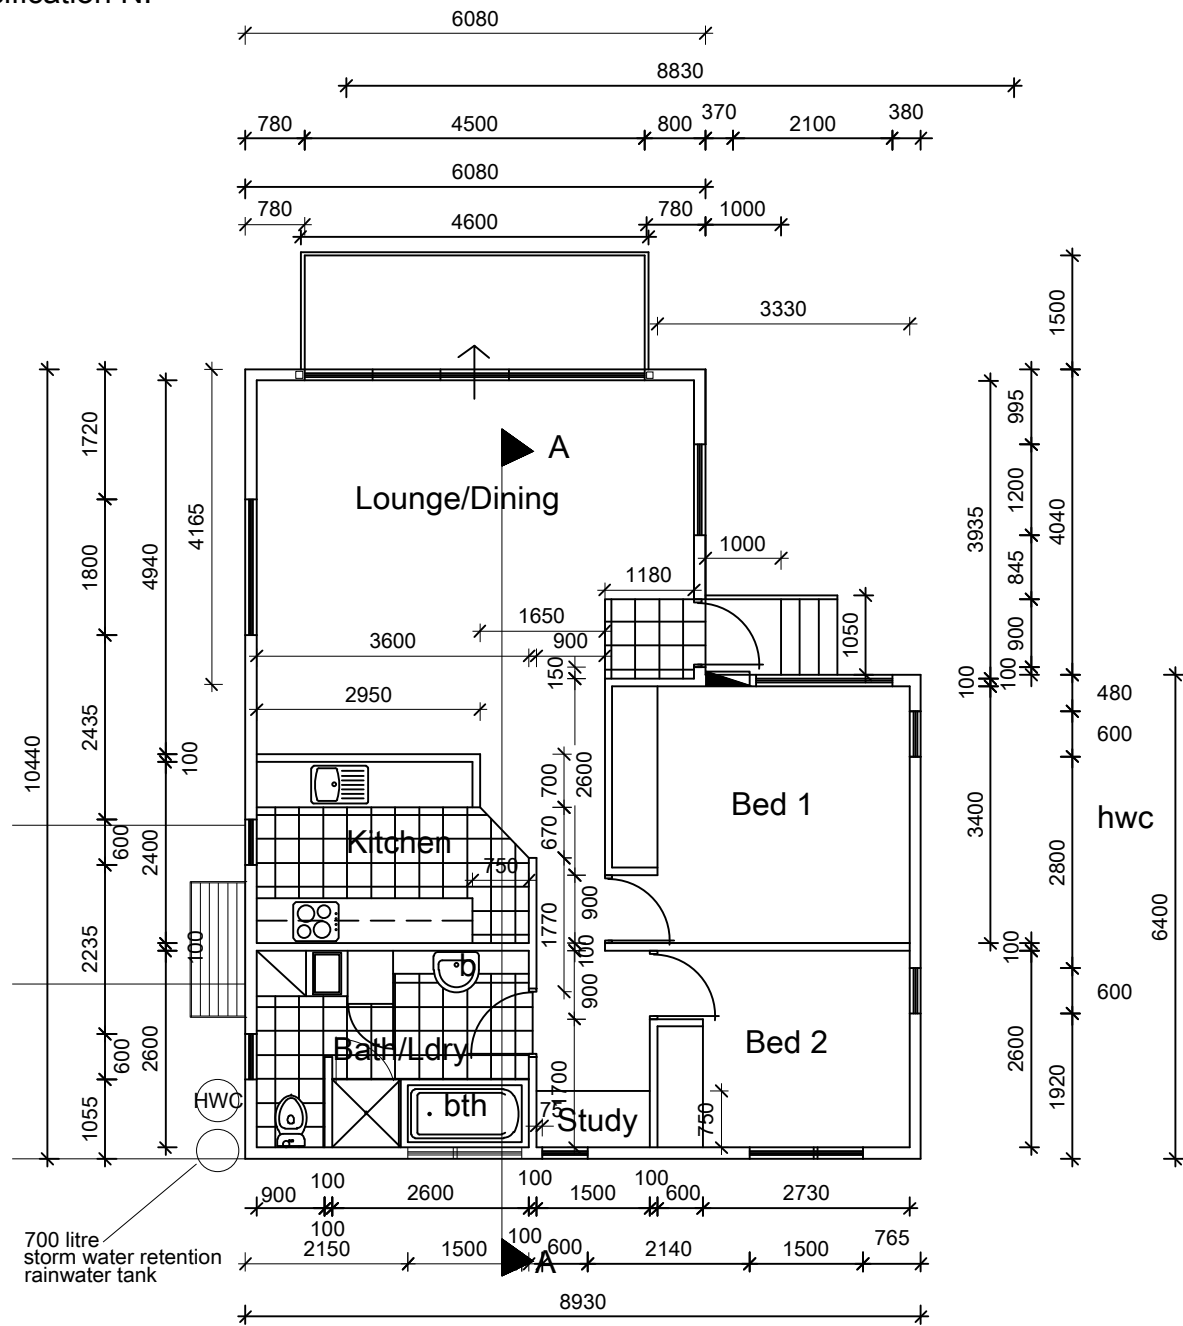 6080
8830
780 4500 800 370 2100 380
6080
780 4600 780 1000
3330
1500
1720
1800
2435
600
2235
600
1055
10440
4940
100
2400
100
2600
4165
A
Lounge/Dining
1000
1180
1650
3600 900
150
2950
1050
3935
100
3400
995
1200
845
900
100
4040
480
600
2800
600
1920
6400
100
2600
hwc
700
670
2600
1770
900
100
900
1700
Kitchen
750
Bed 1
b
Bath/Ldry
Bed 2
HWC
. bth
75
Study
750
900 100 2600 100 1500 100 600 2730
100
2150 1500 100 600 2140 1500 765
A
8930
700 litre
storm water retention
rainwater tank